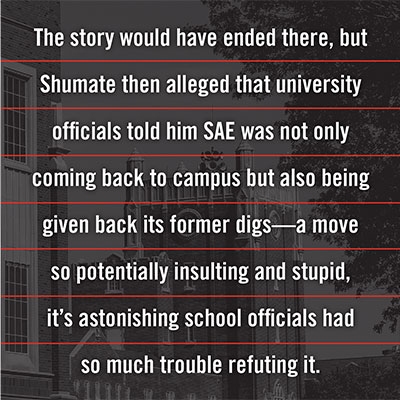 The story would have ended there, but
Shumate then alleged that university
officials told him SAE was not only
coming back to campus but also being
given back its former digs—a move
so potentially insulting and stupid,
it's astonishing school officials had
so much trouble refuting it.